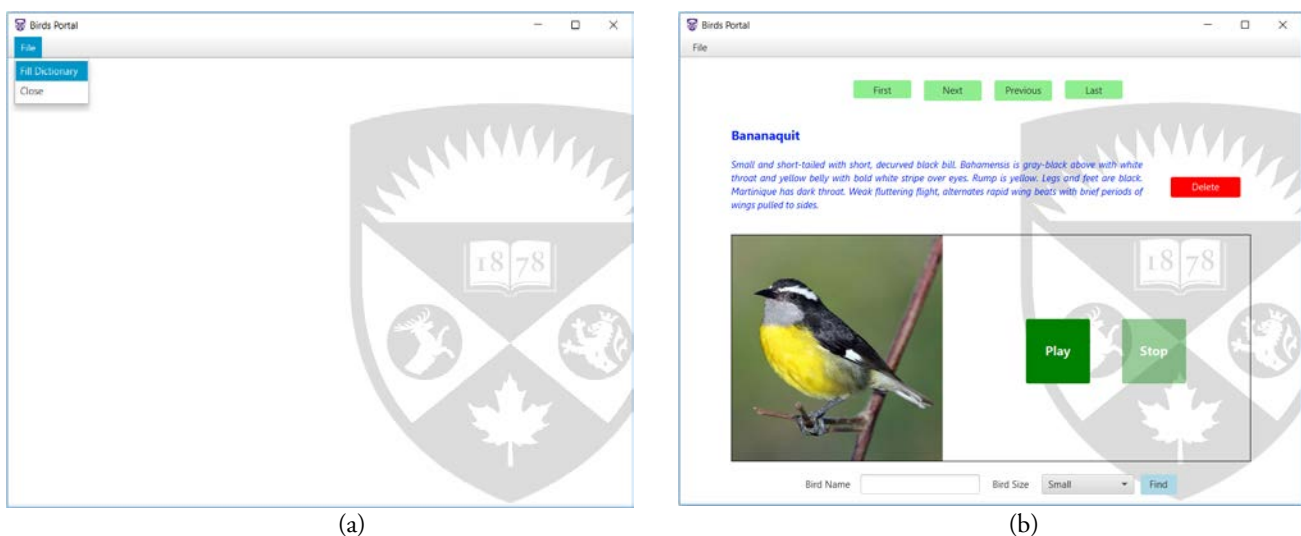 Birds Portal
File
Fill Dictionary
Close
18 78
(a)
Birds Portal
File
First Next Previous Last
Bananaquit
Small and short-tailed with short, decurved black bill. Bahamensis is gray-black above with white
throat and yellow belly with bold white stripe over eyes. Rump is yellow. Legs and feet are black.
Martinique has dark throat. Weak fluttering flight, alternates rapid wing beats with brief periods of
wings pulled to sides.
Delete
18 78
Play Stop
Bird Name Bird Size Small Find
(b)